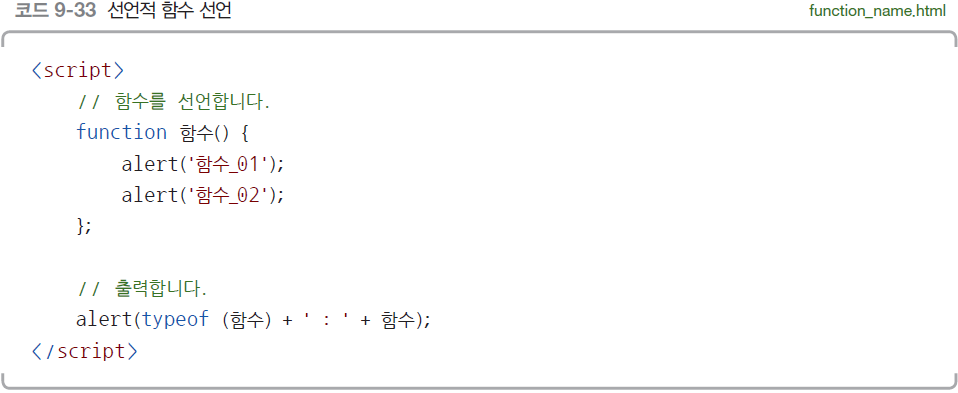 코드 9-33 선언적 함수 선언 function_name.html
<script>
    // 함수를 선언합니다.
    function 함수() {
        alert('함수_01');
        alert('함수_02');
    };

    // 출력합니다.
    alert(typeof (함수) + ' : ' + 함수);
</script>